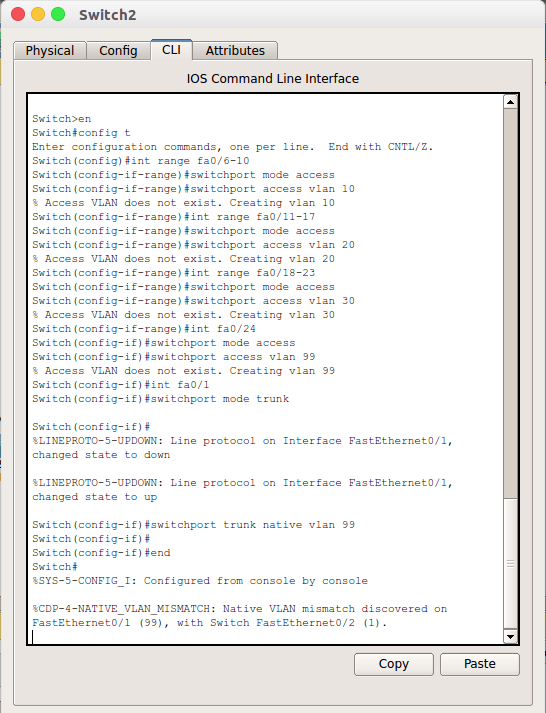 Switch2
Physical
Config
CLI
Attributes
IOS Command Line Interface
Switch>en
Switch#config t
Enter configuration commands, one per line.  End with CNTL/Z.
Switch(config)#int range fa0/6-10
Switch(config-if-range)#switchport mode access
Switch(config-if-range)#switchport access vlan 10
% Access VLAN does not exist. Creating vlan 10
Switch(config-if-range)#int range fa0/11-17
Switch(config-if-range)#switchport mode access
Switch(config-if-range)#switchport access vlan 20
% Access VLAN does not exist. Creating vlan 20
Switch(config-if-range)#int range fa0/18-23
Switch(config-if-range)#switchport mode access
Switch(config-if-range)#switchport access vlan 30
% Access VLAN does not exist. Creating vlan 30
Switch(config-if-range)#int fa0/24
Switch(config-if)#switchport mode access
Switch(config-if)#switchport access vlan 99
% Access VLAN does not exist. Creating vlan 99
Switch(config-if)#int fa0/1
Switch(config-if)#switchport mode trunk
Switch(config-if)#
%LINEPROTO-5-UPDOWN: Line protocol on Interface FastEthernet0/1,
changed state to down
%LINEPROTO-5-UPDOWN: Line protocol on Interface FastEthernet0/1,
changed state to up
Switch(config-if)#switchport trunk native vlan 99
Switch(config-if)#
Switch(config-if)#end
Switch#
%SYS-5-CONFIG_I: Configured from console by console
%CDP-4-NATIVE_VLAN_MISMATCH: Native VLAN mismatch discovered on
FastEthernet0/1 (99), with Switch FastEthernet0/2 (1).
Copy
Paste